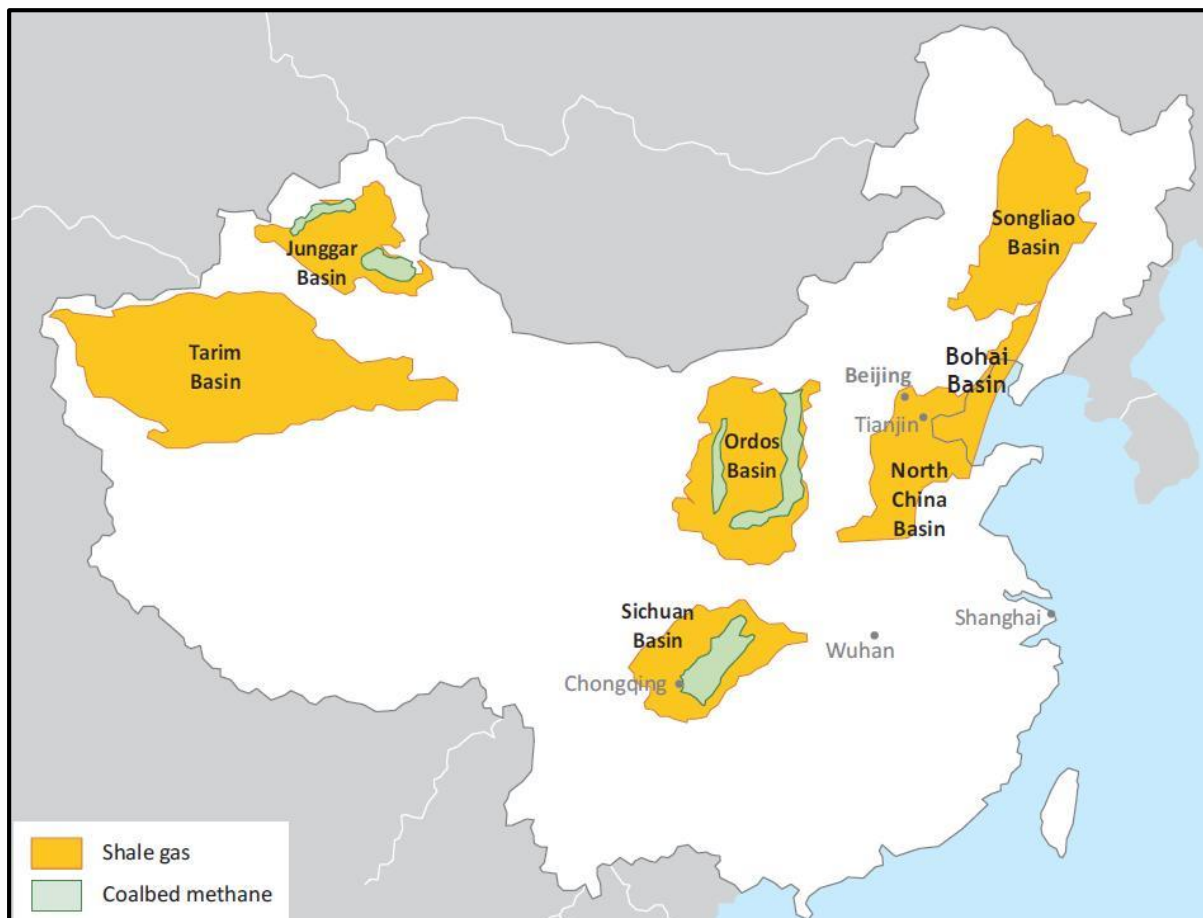 Songliao
Basin
Junggar
Basin
Tarim
Basin
Bohai
Basin
Beijing
Tianjin
Ordos
Basin
North
China
Basin
Sichuan
Basin
Shanghai
Wuhan
Chongqing
Shale gas
Coalbed methane